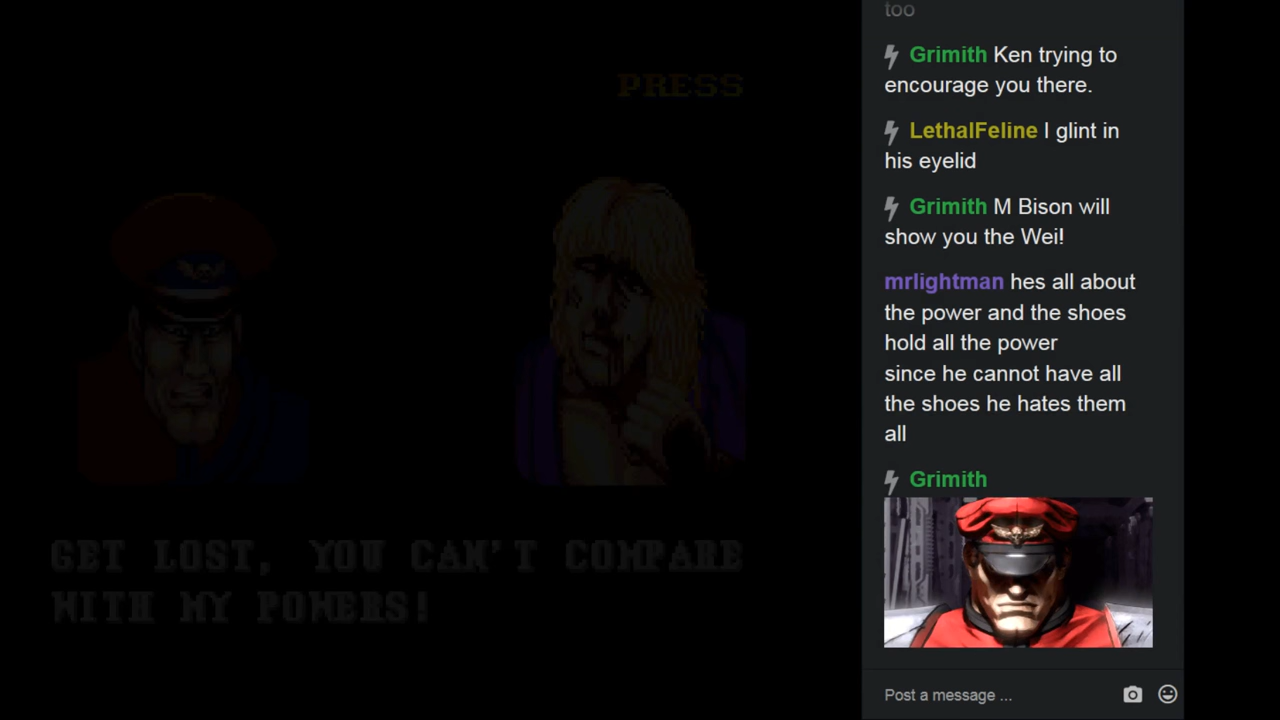 PRESS
GET LOST, YOU CAN'T COMPARE
WITH MY POWERS!
too
Grimith Ken trying to
encourage you there.
LethalFeline I glint in
his eyelid
Grimith M Bison will
show you the Wei!
mrlightman hes all about
the power and the shoes
hold all the power
since he cannot have all
the shoes he hates them
all
Grimith
Post a message ...